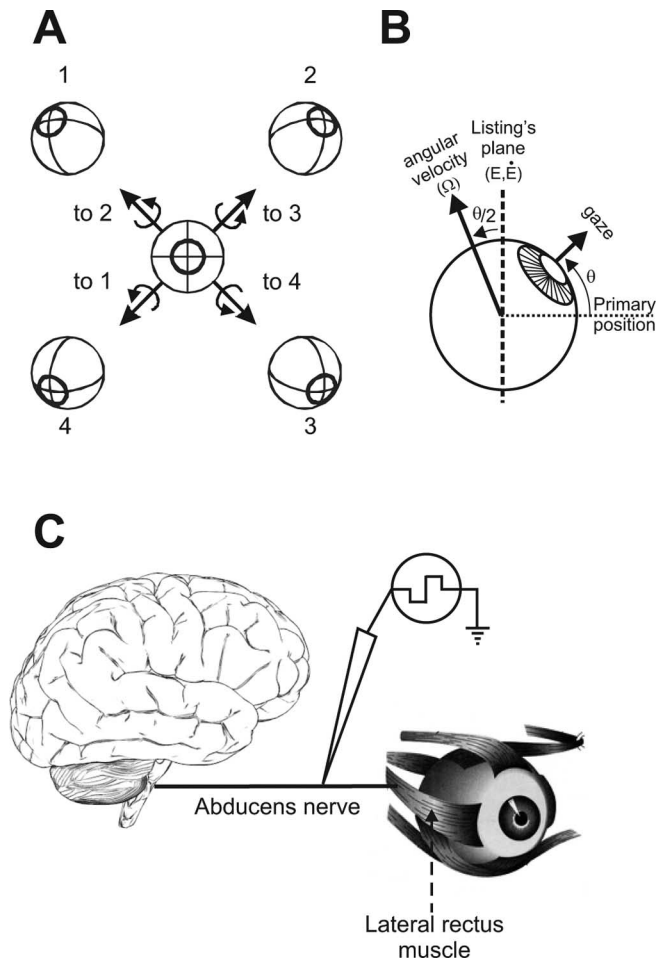 A
1
2
to 2
to 3
to 1
to 4
4
3
B
Listing's
plane
(E,Ė)
angular
velocity
(Ω)
θ/2
gaze
θ
Primary
position
C
Abducens nerve
Lateral rectus
muscle